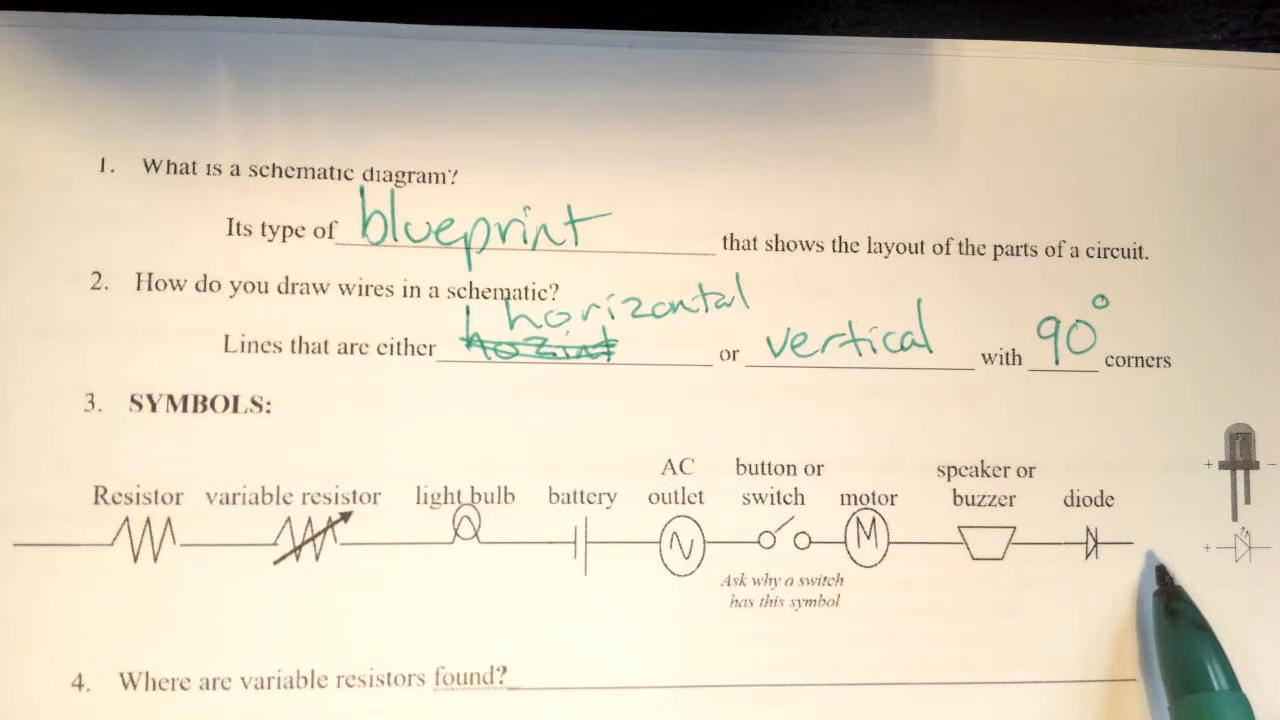 1. What is a schematic diagram?
Its type of blueprint that shows the layout of the parts of a circuit.
2. How do you draw wires in a schematic?
horizontal
Lines that are either hozint or vertical with 90° corners
3. SYMBOLS:
AC button or speaker or
Resistor variable resistor light bulb battery outlet switch motor buzzer diode
M
Ask why a switch
has this symbol
4. Where are variable resistors found?
+ -
+ -